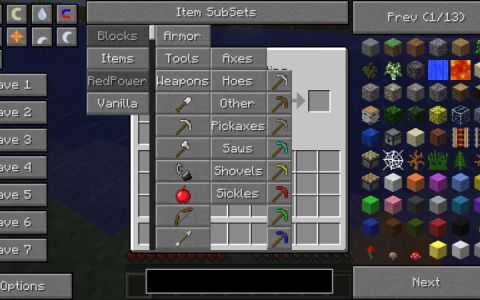 Item SubSets
Prev (1/13)
Blocks
Armor
Items
Tools
Axes
RedPower
Weapons
Hoes
Vanilla
Other
Pickaxes
Saws
Shovels
Sickles
ave 1
ave 2
ave 3
ave 4
ave 5
ave 6
ave 7
Options
Next